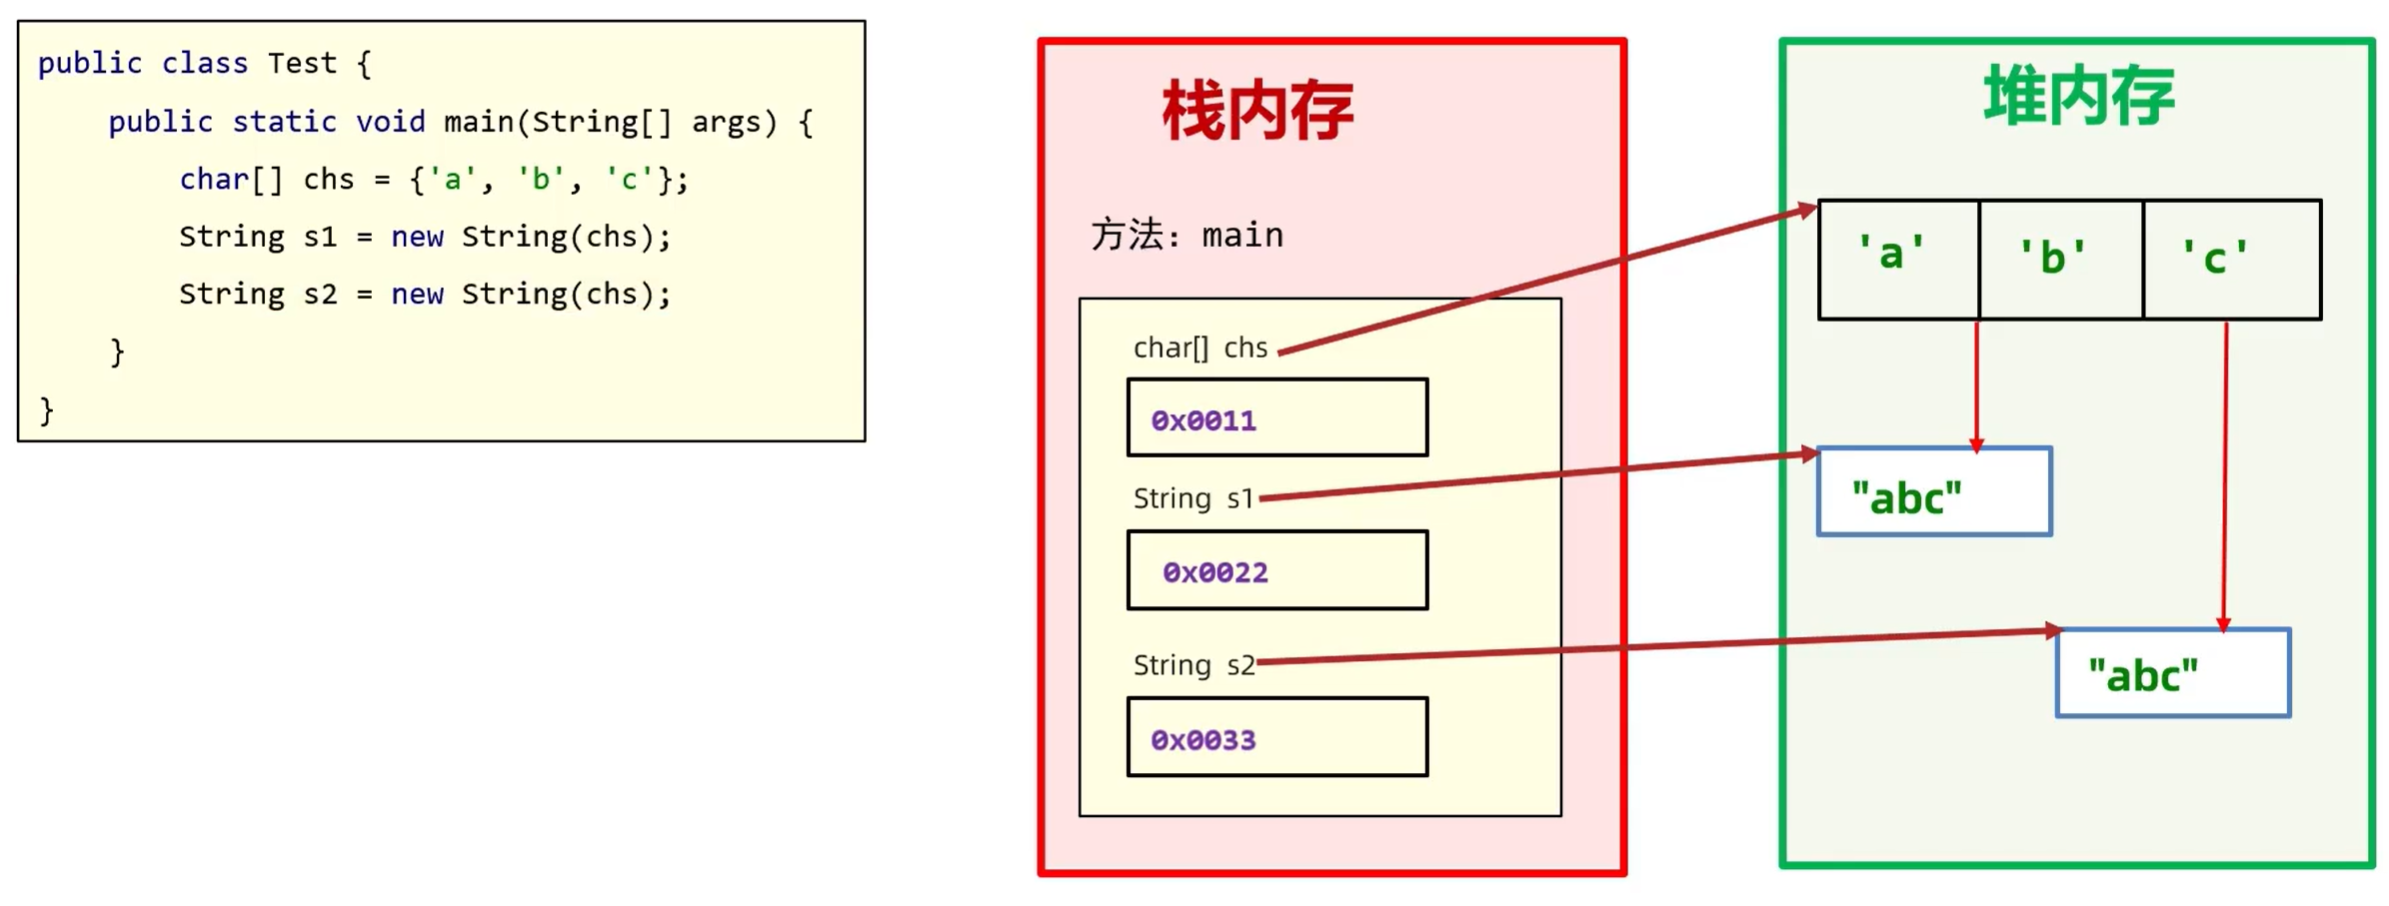 public class Test {
public static void main(String[] args) {
char[] chs = {'a', 'b', 'c'};
String s1 = new String(chs);
String s2 = new String(chs);
}
}
栈内存
方法：main
char[] chs
0x0011
String s1
0x0022
String s2
0x0033
堆内存
'a' 'b' 'c'
"abc"
"abc"